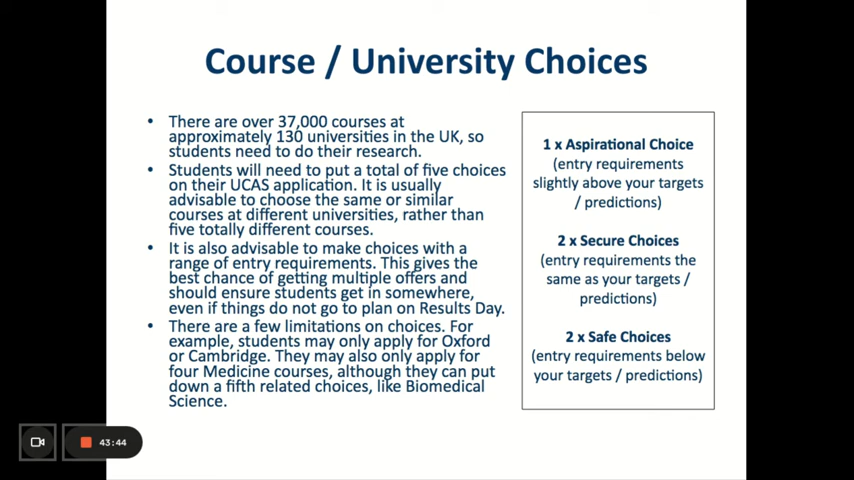 Course / University Choices
• There are over 37,000 courses at
approximately 130 universities in the UK, so
students need to do their research.
• Students will need to put a total of five choices
on their UCAS application. It is usually
advisable to choose the same or similar
courses at different universities, rather than
five totally different courses.
• It is also advisable to make choices with a
range of entry requirements. This gives the
best chance of getting multiple offers and
should ensure students get in somewhere,
even if things do not go to plan on Results Day.
• There are a few limitations on choices. For
example, students may only apply for Oxford
or Cambridge. They may also only apply for
four Medicine courses, although they can put
down a fifth related choices, like Biomedical
Science.
1 x Aspirational Choice
(entry requirements
slightly above your targets
/ predictions)
2 x Secure Choices
(entry requirements the
same as your targets /
predictions)
2 x Safe Choices
(entry requirements below
your targets / predictions)
43:44